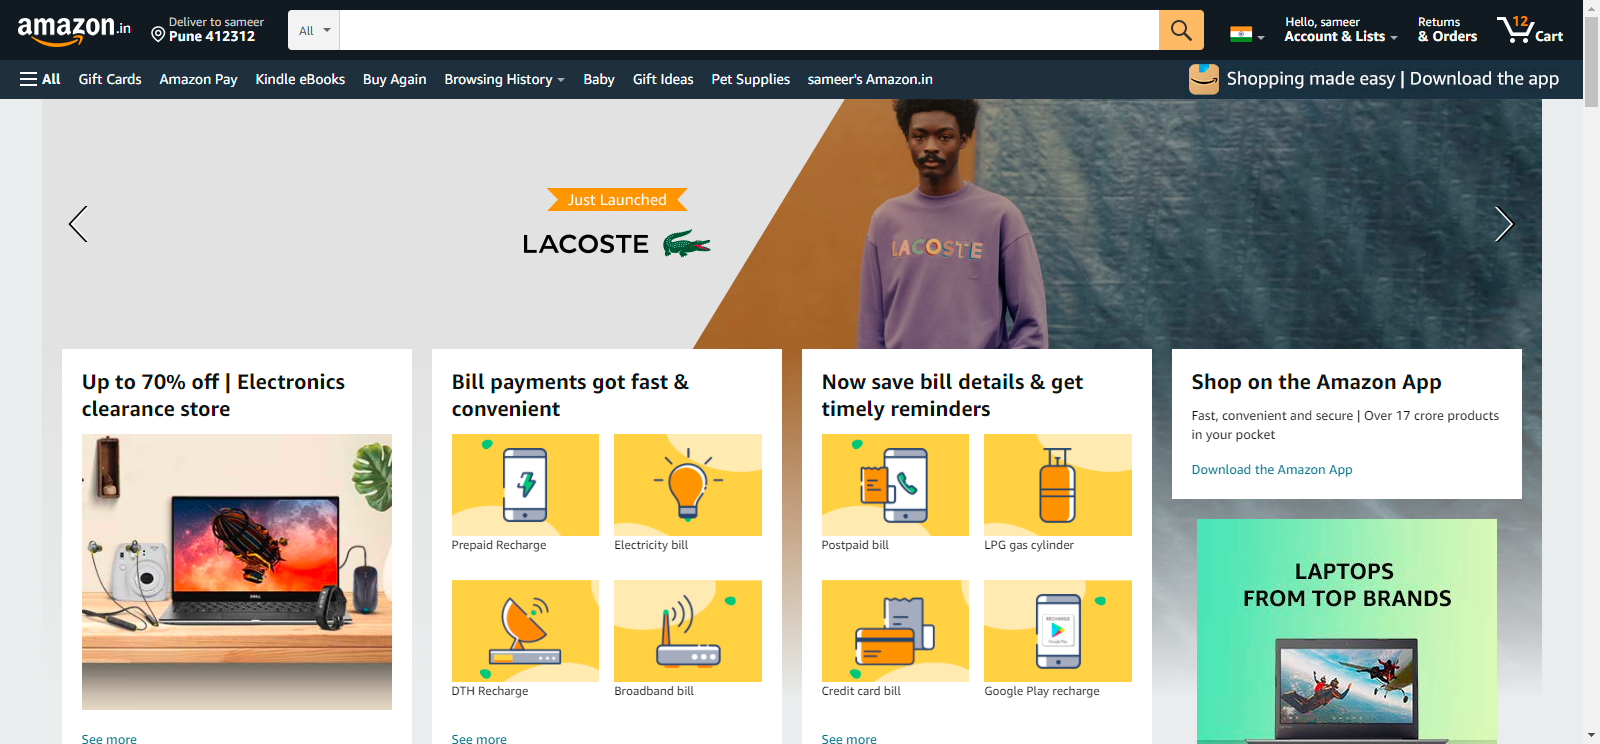 amazon.in
Deliver to sameer
Pune 412312
All
Hello, sameer
Account & Lists
Returns
& Orders
12
Cart
All
Gift Cards
Amazon Pay
Kindle eBooks
Buy Again
Browsing History
Baby
Gift Ideas
Pet Supplies
sameer's Amazon.in
Shopping made easy | Download the app
Just Launched
LACOSTE
LACOSTE
Up to 70% off | Electronics
clearance store
DELL
See more
Bill payments got fast &
convenient
Prepaid Recharge
Electricity bill
DTH Recharge
Broadband bill
See more
Now save bill details & get
timely reminders
Postpaid bill
LPG gas cylinder
RECHARGE
Google Play
Credit card bill
Google Play recharge
See more
Shop on the Amazon App
Fast, convenient and secure | Over 17 crore products
in your pocket
Download the Amazon App
LAPTOPS
FROM TOP BRANDS